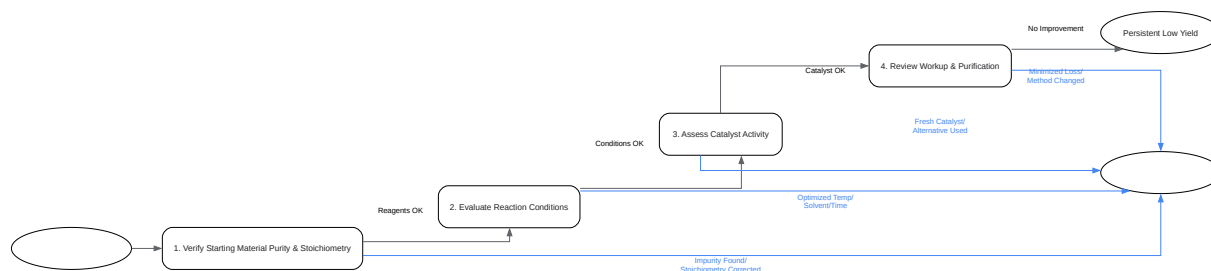 No Improvement
Persistent Low Yield
4. Review Workup & Purification
Catalyst OK
Minimized Loss/
Method Changed
Fresh Catalyst/
Alternative Used
3. Assess Catalyst Activity
Conditions OK
2. Evaluate Reaction Conditions
Optimized Temp/
Solvent/Time
Reagents OK
1. Verify Starting Material Purity & Stoichiometry
Impurity Found/
Stoichiometry Corrected